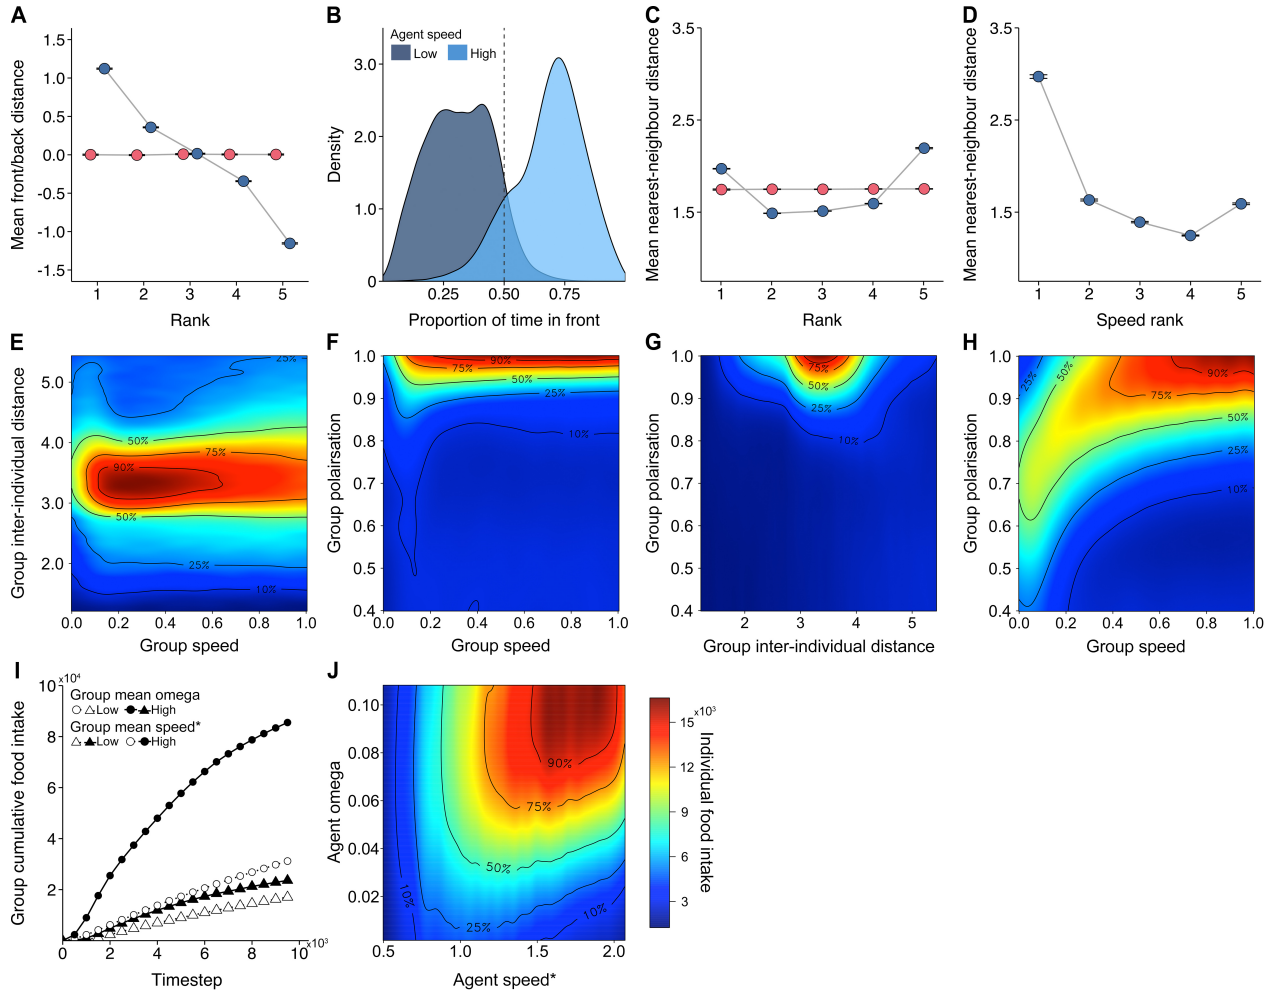 A
Mean front/back distance
1.5
1.0
0.5
0.0
-0.5
-1.0
-1.5
1 2 3 4 5
Rank
B
Agent speed
Low High
Density
3.0
2.0
1.0
0
0.25 0.50 0.75
Proportion of time in front
C
Mean nearest-neighbour distance
3.5
2.5
1.5
1 2 3 4 5
Rank
D
Mean nearest-neighbour distance
3.5
2.5
1.5
1 2 3 4 5
Speed rank
E
Group inter-individual distance
5.0
4.0
3.0
2.0
25%
50%
75%
90%
50%
25%
10%
0.0 0.2 0.4 0.6 0.8 1.0
Group speed
F
Group polarisation
1.0
0.9
0.8
0.7
0.6
0.5
0.4
90%
75%
50%
25%
10%
0.0 0.2 0.4 0.6 0.8 1.0
Group speed
G
Group polairsation
1.0
0.9
0.8
0.7
0.6
0.5
0.4
75%
50%
25%
10%
2 3 4 5
Group inter-individual distance
H
Group polarisation
1.0
0.9
0.8
0.7
0.6
0.5
0.4
25%
50%
90%
75%
50%
25%
10%
0.0 0.2 0.4 0.6 0.8 1.0
Group speed
I
Group cumulative food intake
x10⁴
10
8
6
4
2
Group mean omega
Low High
Group mean speed*
Low High
0 2 4 6 8 10 x10³
Timestep
J
Agent omega
0.10
0.08
0.06
0.04
0.02
90%
75%
50%
10%
25%
10%
0.5 1.0 1.5 2.0
Agent speed*
x10³
15
12
9
6
3
Individual food intake